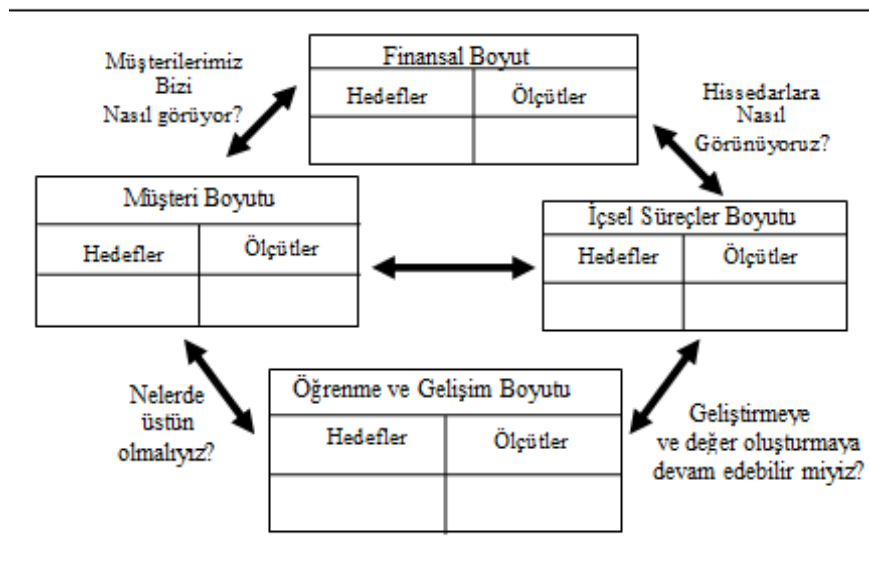 Müşterilerimiz
Bizi
Nasıl görüyor?
Finansal Boyut
Hedefler
Ölçütler
Hissedarlara
Nasıl
Görünüyoruz?
Müşteri Boyutu
Hedefler
Ölçütler
İçsel Süreçler Boyutu
Hedefler
Ölçütler
Nelerde
üstün
olmalıyız?
Öğrenme ve Gelişim Boyutu
Hedefler
Ölçütler
Geliştirmeye
ve değer oluşturmaya
devam edebilir miyiz?